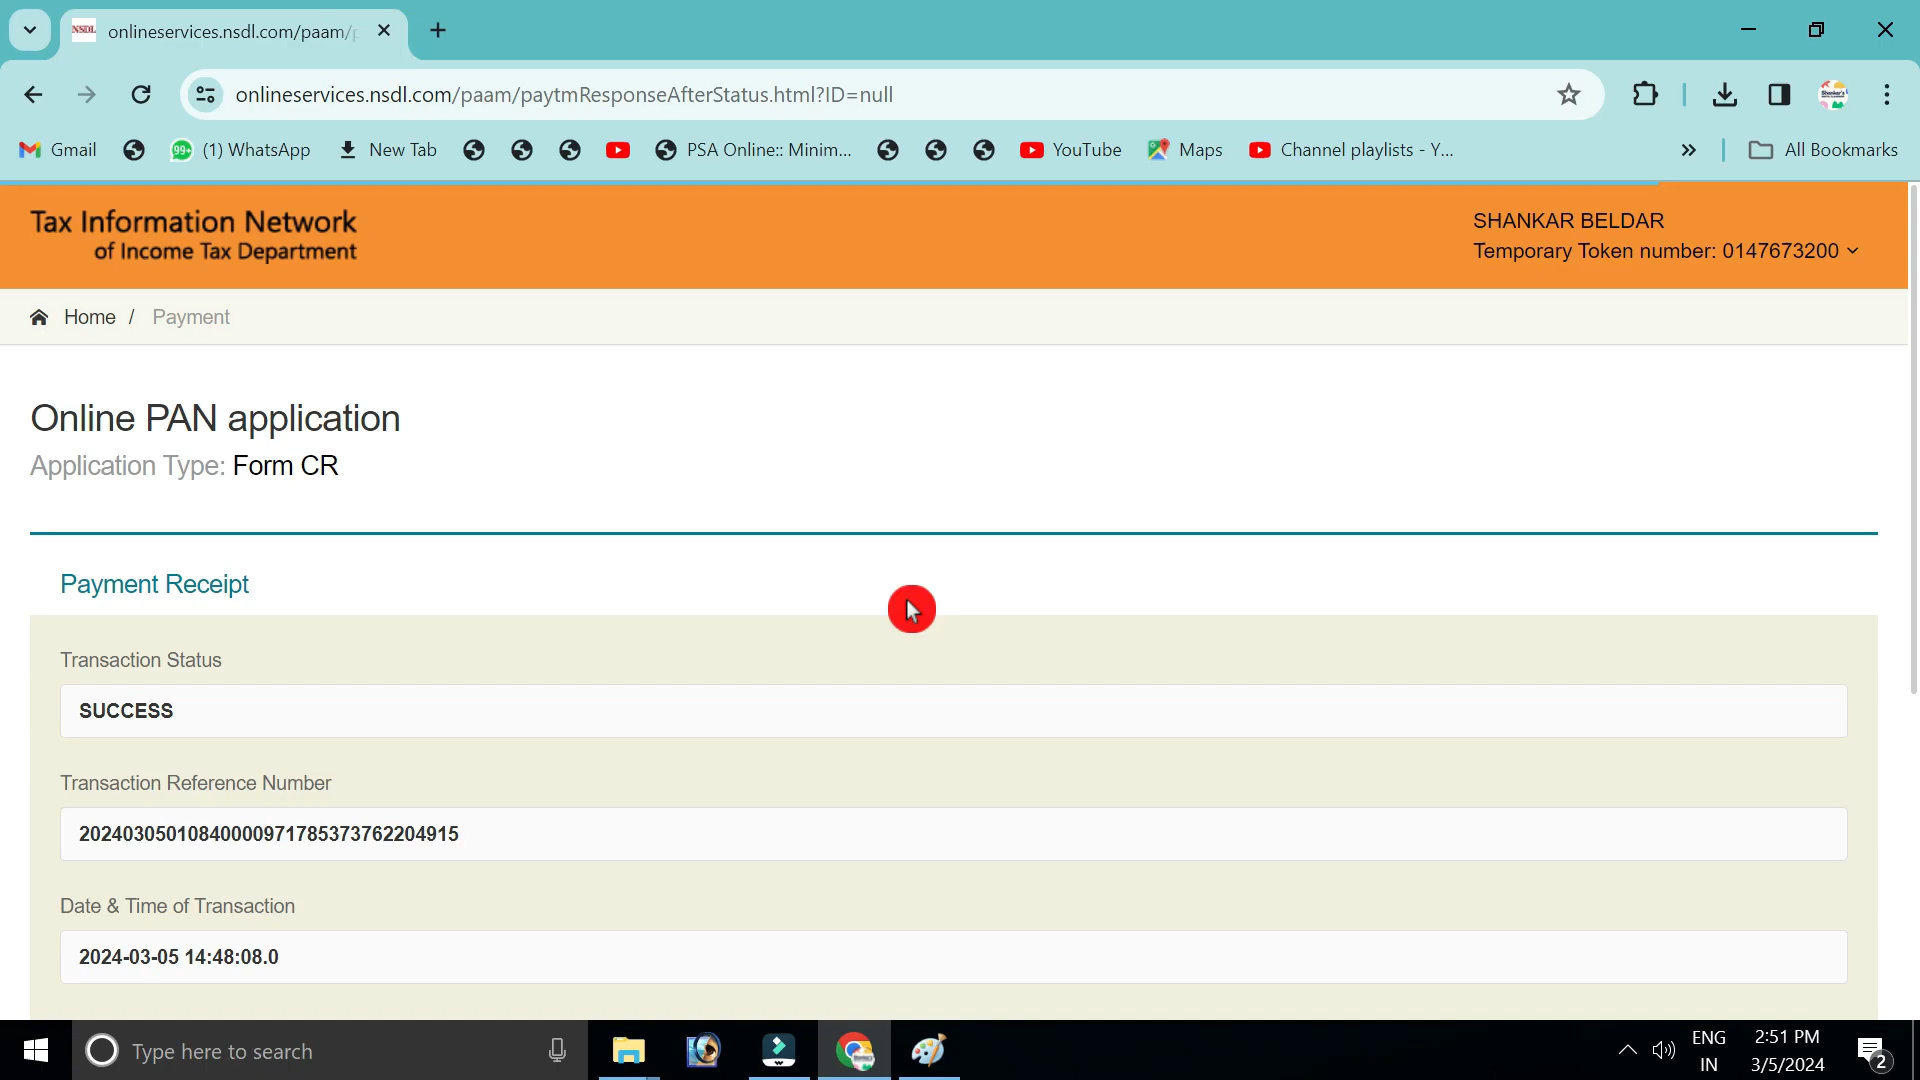 NSDL onlineservices.nsdl.com/paam/p
onlineservices.nsdl.com/paam/paytmResponseAfterStatus.html?ID=null
Gmail 99+ (1) WhatsApp New Tab PSA Online:: Minim... YouTube Maps Channel playlists - Y... » All Bookmarks
Tax Information Network
of Income Tax Department
SHANKAR BELDAR
Temporary Token number: 0147673200
Home / Payment
Online PAN application
Application Type: Form CR
Payment Receipt
Transaction Status
SUCCESS
Transaction Reference Number
20240305010840000971785373762204915
Date & Time of Transaction
2024-03-05 14:48:08.0
Type here to search
ENG
IN
2:51 PM
3/5/2024
2